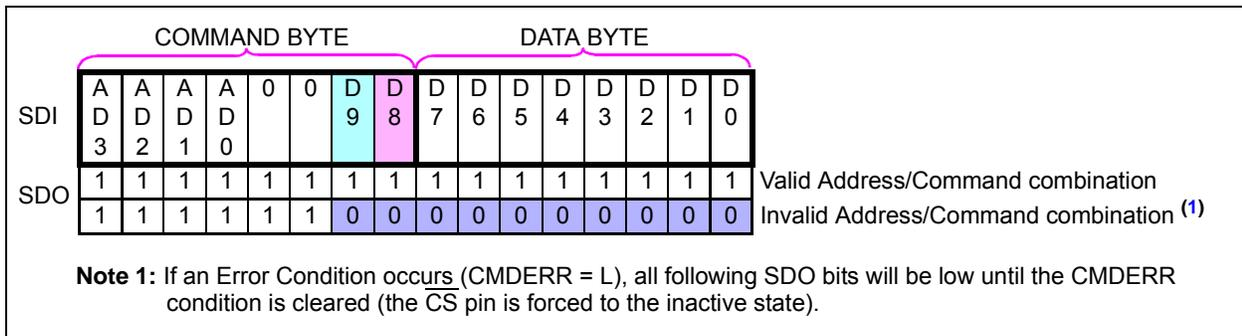 COMMAND BYTE DATA BYTE
SDI A D 3 A D 2 A D 1 A D 0 0 0 D 9 D 8 D 7 D 6 D 5 D 4 D 3 D 2 D 1 D 0
SDO
1 1 1 1 1 1 1 1 1 1 1 1 1 1 1 1 Valid Address/Command combination
1 1 1 1 1 1 0 0 0 0 0 0 0 0 0 0 Invalid Address/Command combination (1)
Note 1: If an Error Condition occurs (CMDERR = L), all following SDO bits will be low until the CMDERR
condition is cleared (the CS pin is forced to the inactive state).